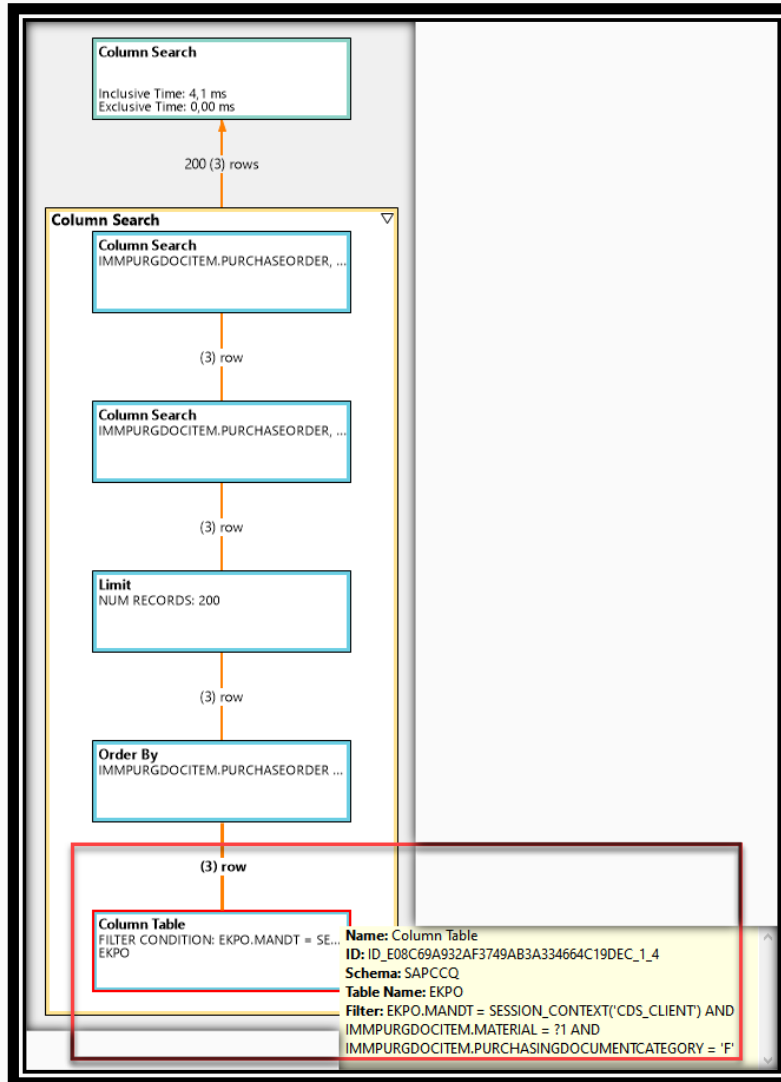 Column Search
Inclusive Time: 4,1 ms
Exclusive Time: 0,00 ms
200 (3) rows
Column Search
Column Search
IMMPURGDOCITEM.PURCHASEORDER, ...
(3) row
Column Search
IMMPURGDOCITEM.PURCHASEORDER, ...
(3) row
Limit
NUM RECORDS: 200
(3) row
Order By
IMMPURGDOCITEM.PURCHASEORDER ...
(3) row
Column Table
FILTER CONDITION: EKPO.MANDT = SE...
EKPO
Name: Column Table
ID: ID_E08C69A932AF3749AB3A334664C19DEC_1_4
Schema: SAPCCQ
Table Name: EKPO
Filter: EKPO.MANDT = SESSION_CONTEXT('CDS_CLIENT') AND
IMMPURGDOCITEM.MATERIAL = ?1 AND
IMMPURGDOCITEM.PURCHASINGDOCUMENTCATEGORY = 'F'